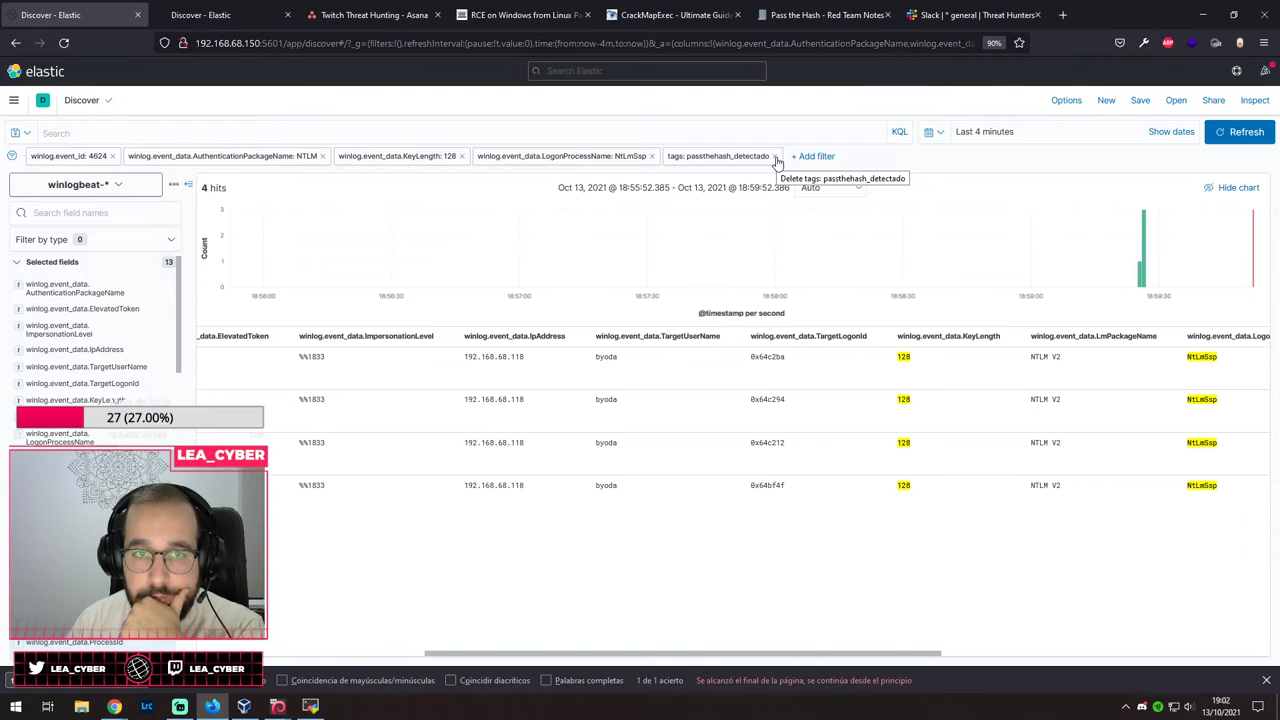 Discover - Elastic
Discover - Elastic
Twitch Threat Hunting - Asana
RCE on Windows from Linux Pa
CrackMapExec - CheatSheet
Pass the Hash - Red Team Note
Slack | * general | Threat Hunters
192.168.68.150:5601/app/discover#/?_g=(filters:!(),refreshInterval:(pause:!t,value:0),time:(from:now-4m,to:now))&_a=(columns:!(winlog.event_data.AuthenticationPackageName,winlog.event_da
90%
elastic
Search Elastic
D
Discover
Options
New
Save
Open
Share
Inspect
Search
KQL
Last 4 minutes
Show dates
Refresh
winlog.event_id: 4624
winlog.event_data.AuthenticationPackageName: NTLM
winlog.event_data.KeyLength: 128
winlog.event_data.LogonProcessName: NtLmSsp
tags: passthehash_detectado
+ Add filter
Delete tags: passthehash_detectado
winlogbeat-*
4 hits
Oct 13, 2021 @ 18:55:52.385 - Oct 13, 2021 @ 18:59:52.386
Auto
Hide chart
Search field names
Filter by type 0
Selected fields 13
winlog.event_data.
AuthenticationPackageName
winlog.event_data.ElevatedToken
winlog.event_data.
ImpersonationLevel
winlog.event_data.IpAddress
winlog.event_data.TargetUserName
winlog.event_data.TargetLogonId
winlog.event_data.KeyLength
27 (27.00%)
winlog.event_data.
LogonProcessName
winlog.event_data.ProcessId
Count
3
2
1
0
18:56:00
18:56:30
18:57:00
18:57:30
18:58:00
18:58:30
18:59:00
18:59:30
@timestamp per second
_data.ElevatedToken
winlog.event_data.ImpersonationLevel
winlog.event_data.IpAddress
winlog.event_data.TargetUserName
winlog.event_data.TargetLogonId
winlog.event_data.KeyLength
winlog.event_data.LmPackageName
winlog.event_data.Logo
%%1833 192.168.68.118 byoda 0x64c2ba 128 NTLM V2 NtLmSsp
%%1833 192.168.68.118 byoda 0x64c294 128 NTLM V2 NtLmSsp
%%1833 192.168.68.118 byoda 0x64c212 128 NTLM V2 NtLmSsp
%%1833 192.168.68.118 byoda 0x64bf4f 128 NTLM V2 NtLmSsp
LEA_CYBER
LEA_CYBER
LEA_CYBER
Coincidencia de mayúsculas/minúsculas
Coincidir diacríticos
Palabras completas
1 de 1 acierto
Se alcanzó el final de la página, se continúa desde el principio
19:02
13/10/2021